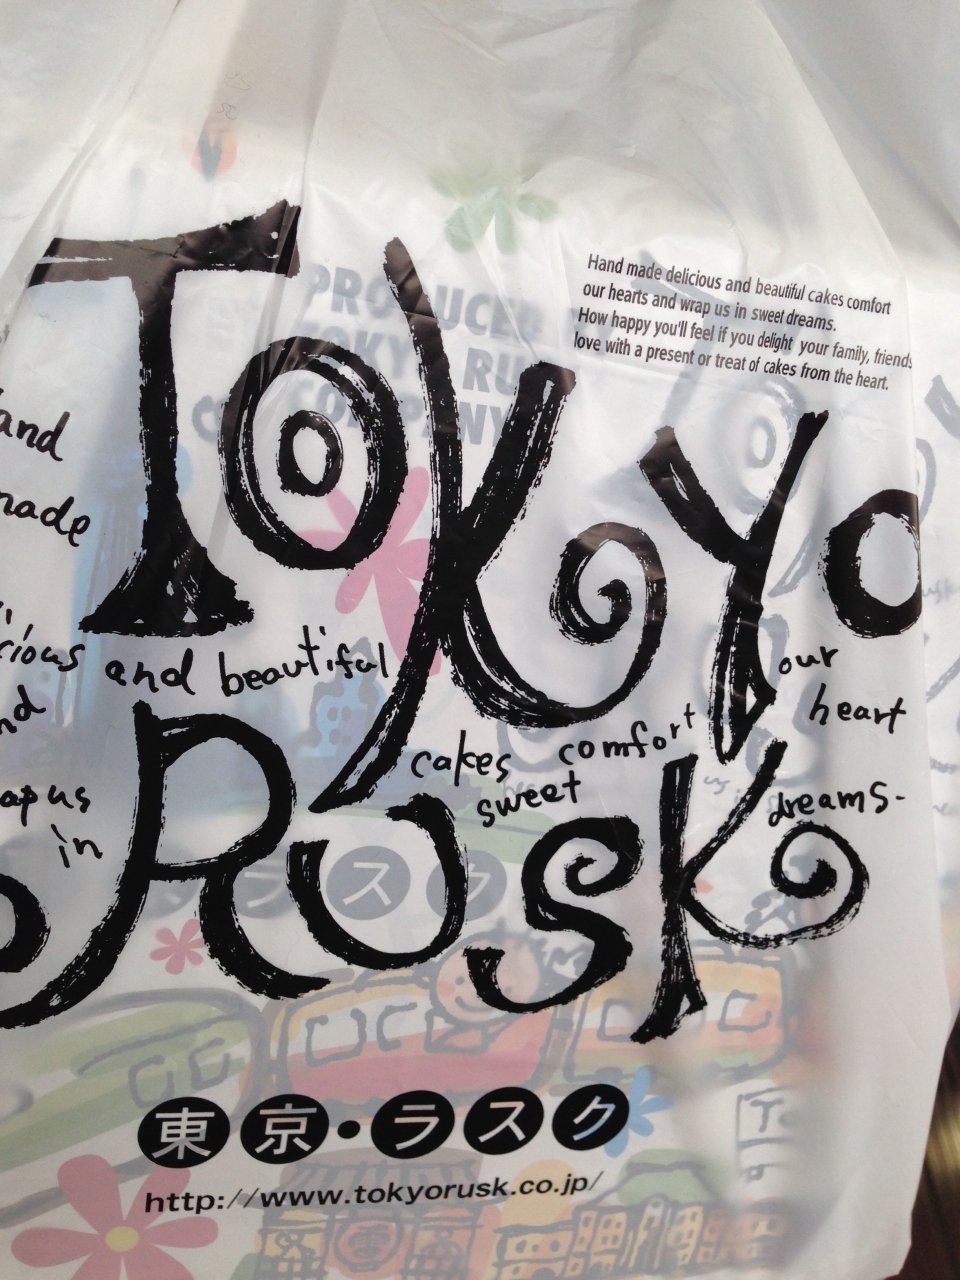 Hand made delicious and beautiful cakes comfort
our hearts and wrap us in sweet dreams.
How happy you'll feel if you delight your family, friends
love with a present or treat of cakes from the heart.
TOKYO
and
made
and beautiful
our
heart
cakes comfort
sweet
dreams.
us
in
RUSK
東京・ラスク
http://www.tokyorusk.co.jp/